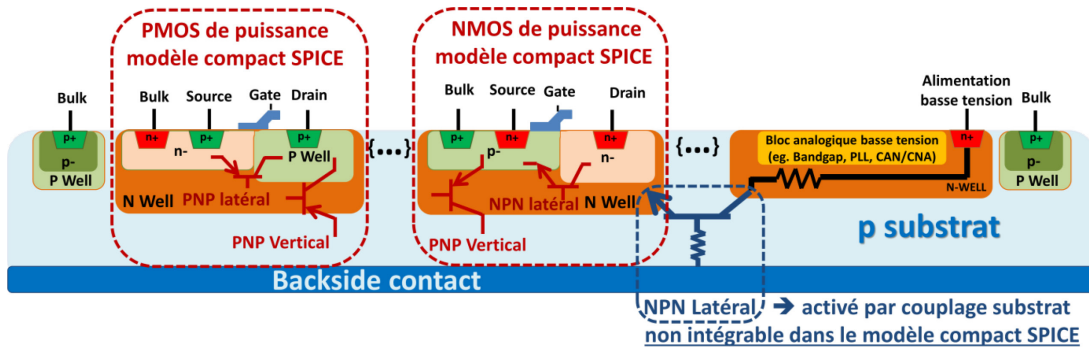 PMOS de puissance
modèle compact SPICE
NMOS de puissance
modèle compact SPICE
Bulk
Bulk
Source
Gate
Drain
Bulk
Source
Gate
Drain
Alimentation
basse tension
Bulk
p+
p-
P Well
n+
p+
n-
p+
P Well
N Well
PNP latéral
PNP Vertical
{...}
p+
n+
p-
n+
n-
NPN latéral
N Well
PNP Vertical
{...}
Bloc analogique basse tension
(eg. Bandgap, PLL, CAN/CNA)
n+
N-WELL
p+
p-
P Well
p substrat
Backside contact
NPN Latéral → activé par couplage substrat
non intégrable dans le modèle compact SPICE